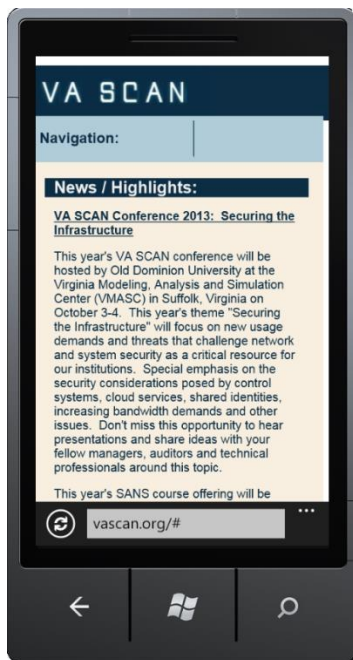 VA SCAN
Navigation:
News / Highlights:
VA SCAN Conference 2013:  Securing the
Infrastructure
This year's VA SCAN conference will be
hosted by Old Dominion University at the
Virginia Modeling, Analysis and Simulation
Center (VMASC) in Suffolk, Virginia on
October 3-4.  This year's theme "Securing
the Infrastructure" will focus on new usage
demands and threats that challenge network
and system security as a critical resource for
our institutions.  Special emphasis on the
security considerations posed by control
systems, cloud services, shared identities,
increasing bandwidth demands and other
issues.  Don't miss this opportunity to hear
presentations and share ideas with your
fellow managers, auditors and technical
professionals around this topic.
This year's SANS course offering will be
vascan.org/#